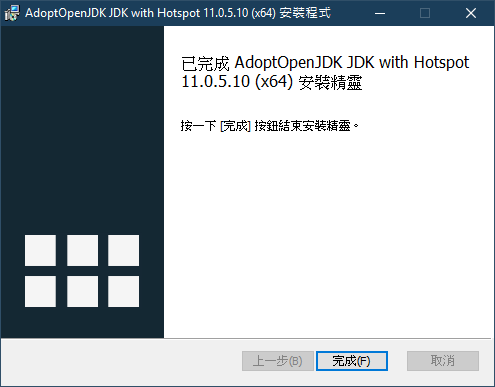 AdoptOpenJDK JDK with Hotspot 11.0.5.10 (x64) 安裝程式
已完成 AdoptOpenJDK JDK with Hotspot
11.0.5.10 (x64) 安裝精靈
按一下 [完成] 按鈕結束安裝精靈。
上一步(B) 完成(F) 取消